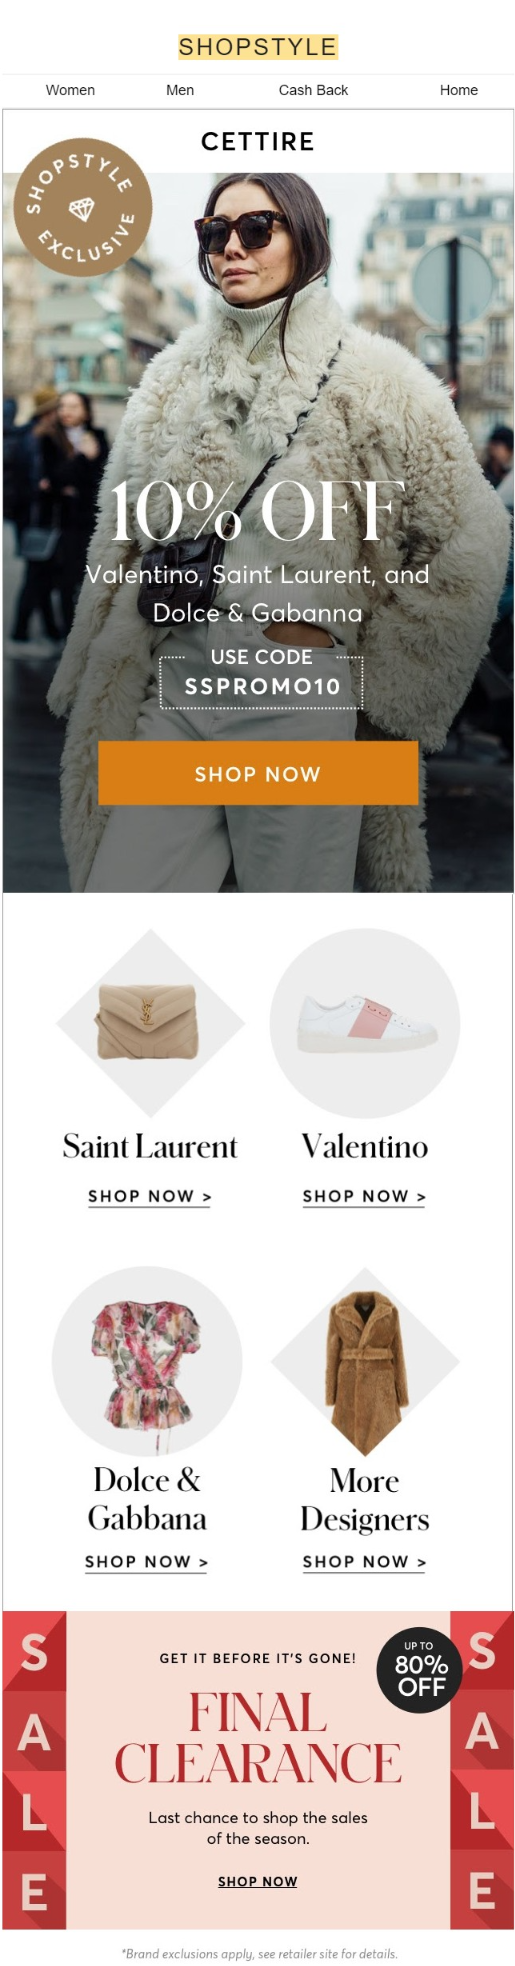 SHOPSTYLE
Women Men Cash Back Home
CETTIRE
SHOPSTYLE
EXCLUSIVE
10% OFF
Valentino, Saint Laurent, and
Dolce & Gabanna
USE CODE
SSPROMO10
SHOP NOW
Saint Laurent
SHOP NOW >
Valentino
SHOP NOW >
Dolce &
Gabbana
SHOP NOW >
More
Designers
SHOP NOW >
SALE
GET IT BEFORE IT'S GONE!
UP TO
80%
OFF
FINAL
CLEARANCE
Last chance to shop the sales
of the season.
SHOP NOW
SALE
*Brand exclusions apply, see retailer site for details.